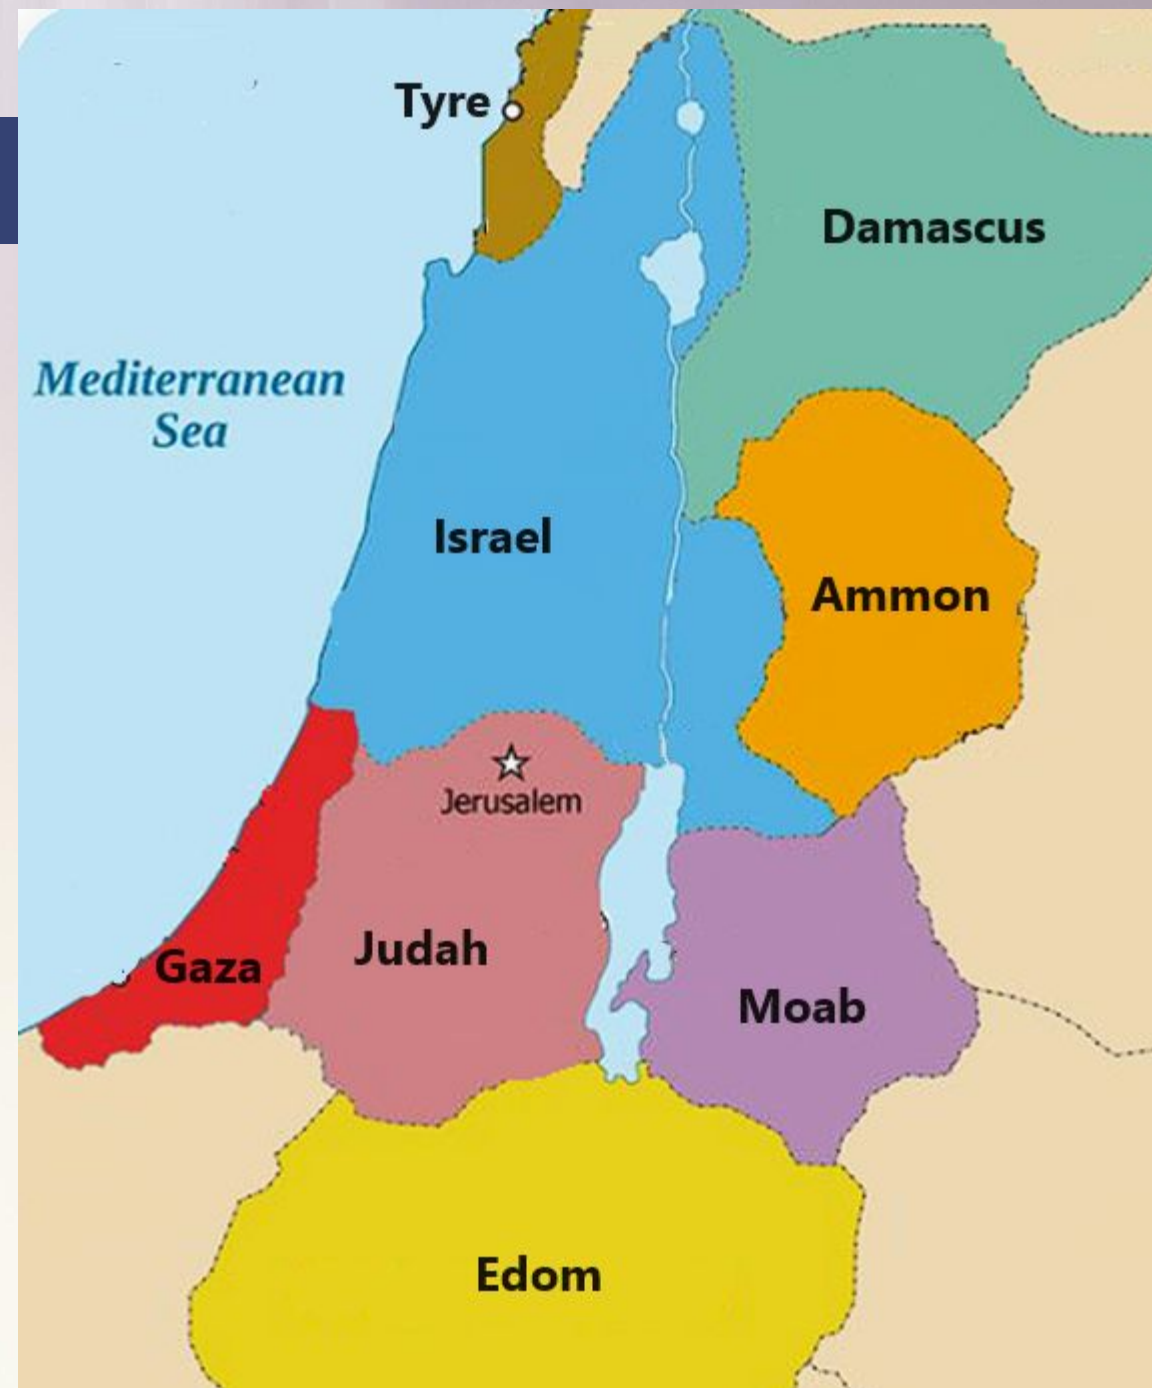 Tyre
Damascus
Mediterranean
Sea
Israel
Ammon
Jerusalem
Judah
Gaza
Moab
Edom